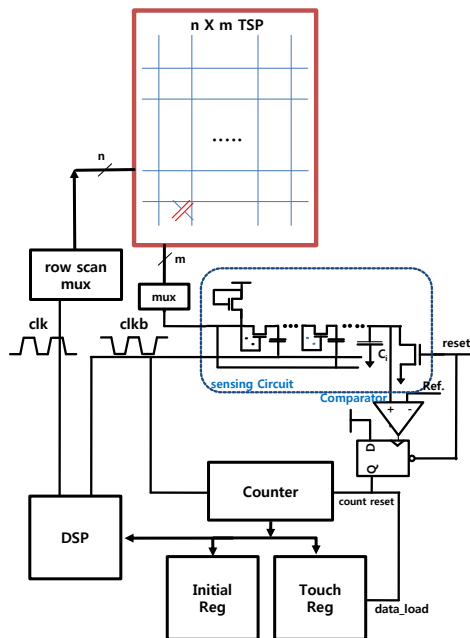 n X m TSP
.....
n
m
row scan
mux
mux
clk
clkb
Ci
reset
sensing Circuit
Comparator
Ref.
+ -
D
Q
Counter
count reset
DSP
Initial
Reg
Touch
Reg
data_load